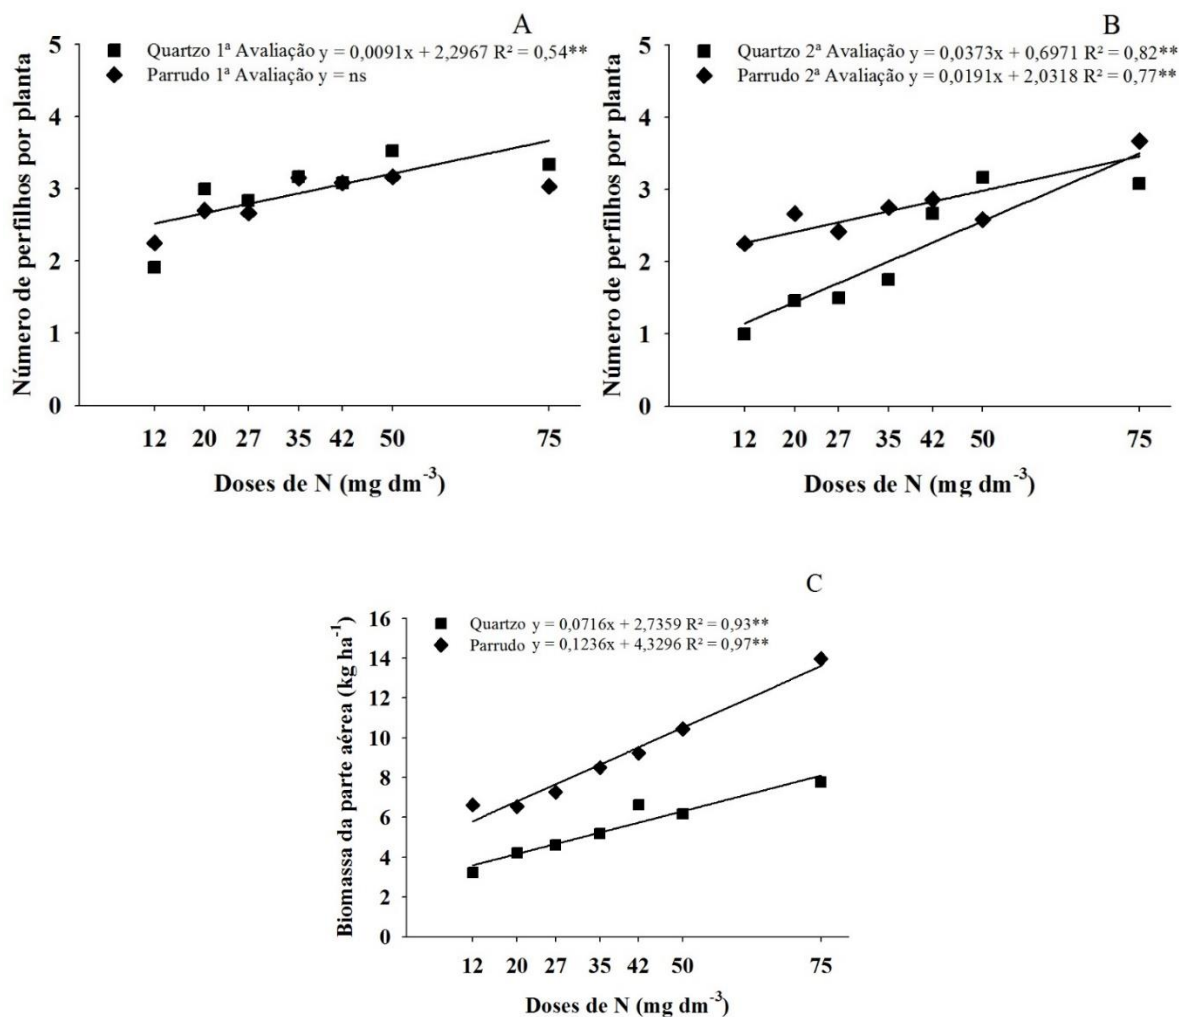 A
Quartzo 1ª Avaliação y = 0,0091x + 2,2967 R² = 0,54**
Parrudo 1ª Avaliação y = ns
Número de perfilhos por planta
5
4
3
2
1
0
12 20 27 35 42 50 75
Doses de N (mg dm⁻³)
B
Quartzo 2ª Avaliação y = 0,0373x + 0,6971 R² = 0,82**
Parrudo 2ª Avaliação y = 0,0191x + 2,0318 R² = 0,77**
Número de perfilhos por planta
5
4
3
2
1
0
12 20 27 35 42 50 75
Doses de N (mg dm⁻³)
C
Quartzo y = 0,0716x + 2,7359 R² = 0,93**
Parrudo y = 0,1236x + 4,3296 R² = 0,97**
Biomassa da parte aérea (kg ha⁻¹)
16
14
12
10
8
6
4
2
0
12 20 27 35 42 50 75
Doses de N (mg dm⁻³)